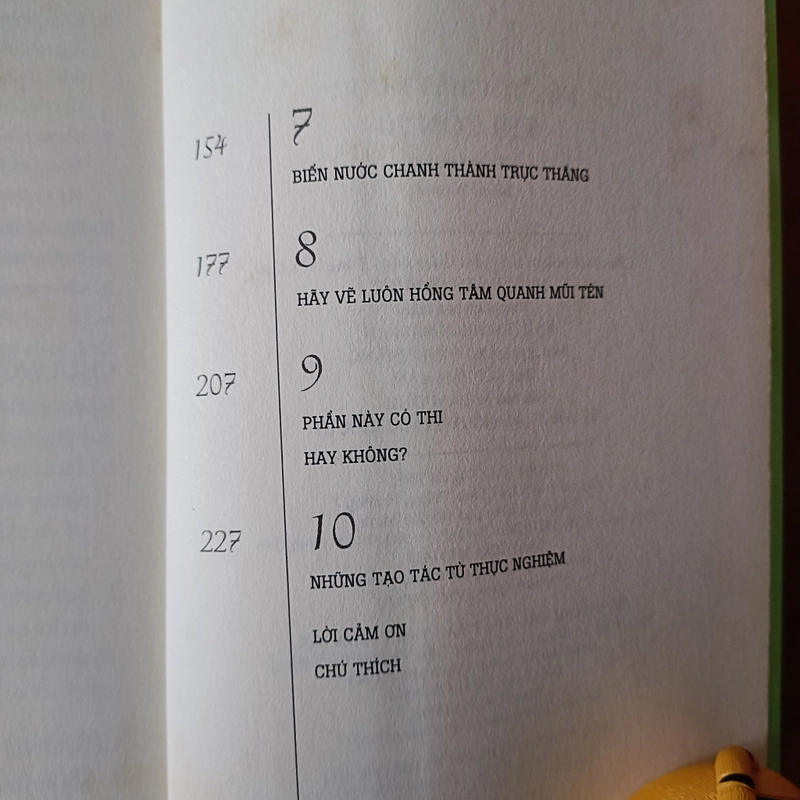 154
7
BIẾN NƯỚC CHANH THÀNH TRỰC THĂNG
177
8
HÃY VẼ LUÔN HỒNG TÂM QUANH MŨI TÊN
207
9
PHẦN NÀY CÓ THI
HAY KHÔNG?
227
10
NHỮNG TẠO TÁC TỪ THỰC NGHIỆM
LỜI CẢM ƠN
CHÚ THÍCH